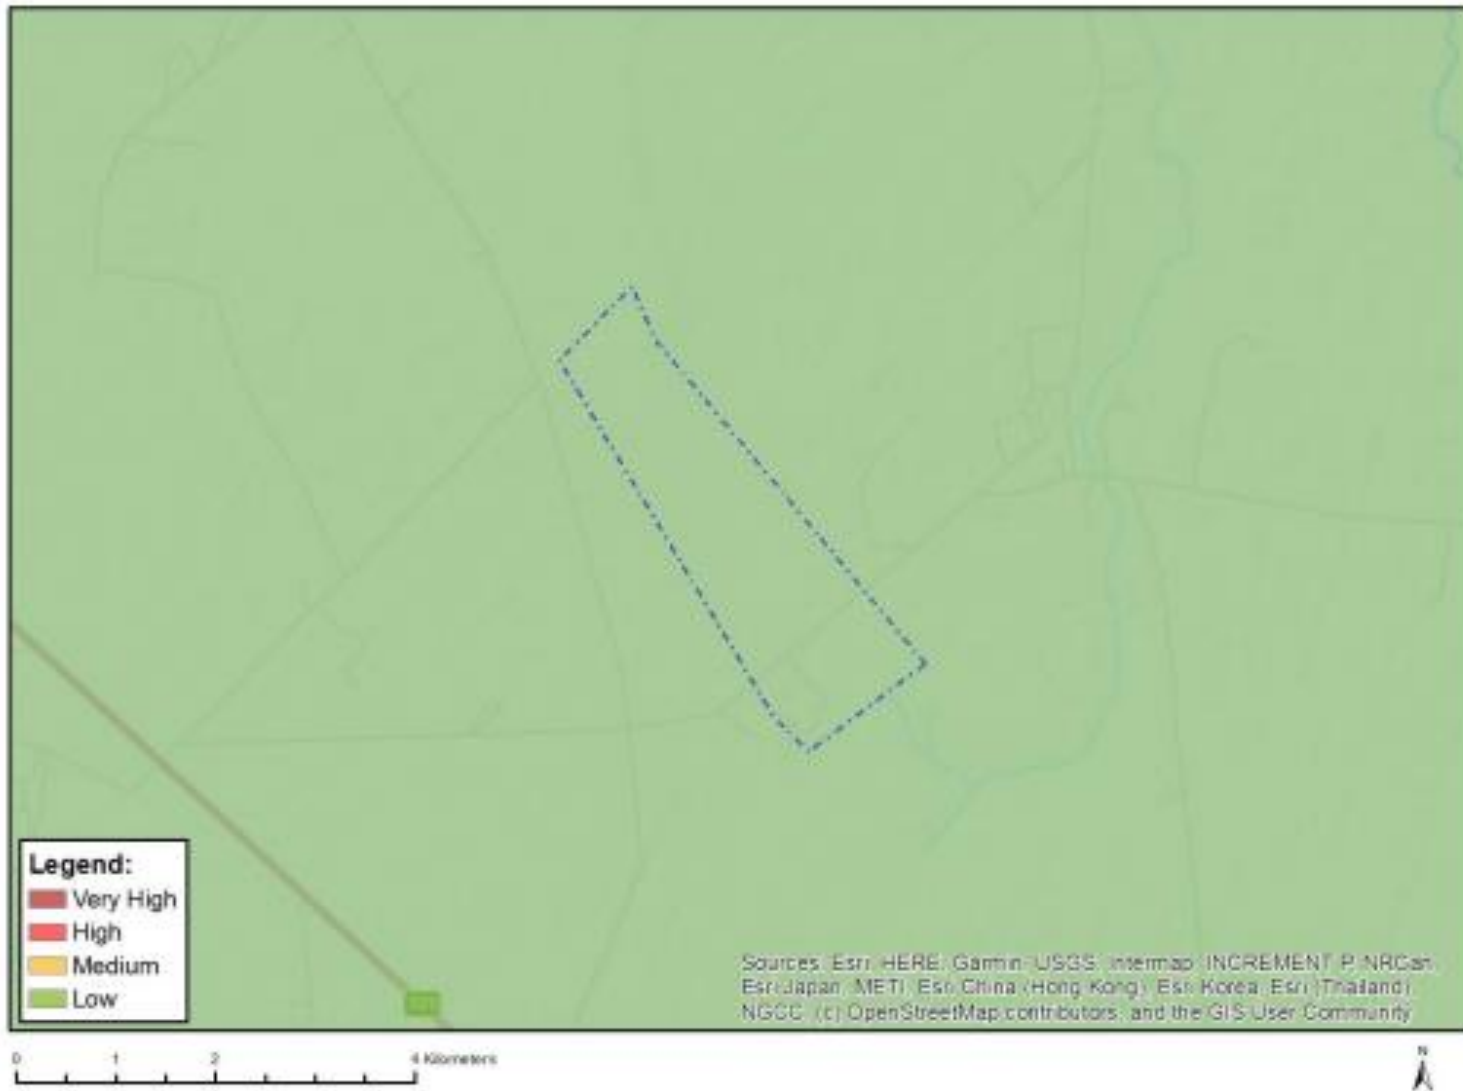 Legend:
Very High
High
Medium
Low
Sources: Esri, HERE, Garmin, USGS, Intermap, INCREMENT P, NRCan,
Esri Japan, METI, Esri China (Hong Kong), Esri Korea, Esri (Thailand),
NGCC, (c) OpenStreetMap contributors, and the GIS User Community
0 1 2 4 Kilometers
N